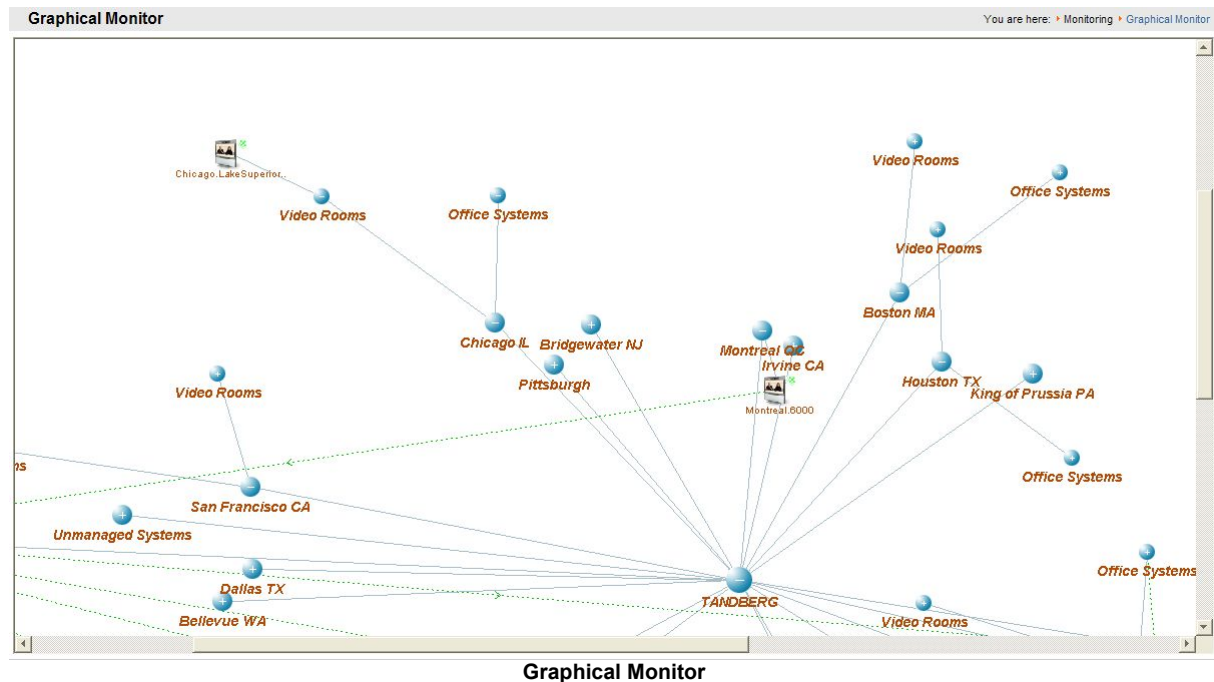 Graphical Monitor
You are here: Monitoring Graphical Monitor
Video Rooms
Chicago.LakeSuperior..
Office Systems
Video Rooms
Office Systems
Video Rooms
Boston MA
Chicago IL
Bridgewater NJ
Montreal QC
Irvine CA
Pittsburgh
Houston TX
King of Prussia PA
Video Rooms
Montreal.6000
Office Systems
San Francisco CA
Unmanaged Systems
Office Systems
Dallas TX
TANDBERG
Bellevue WA
Video Rooms
Graphical Monitor